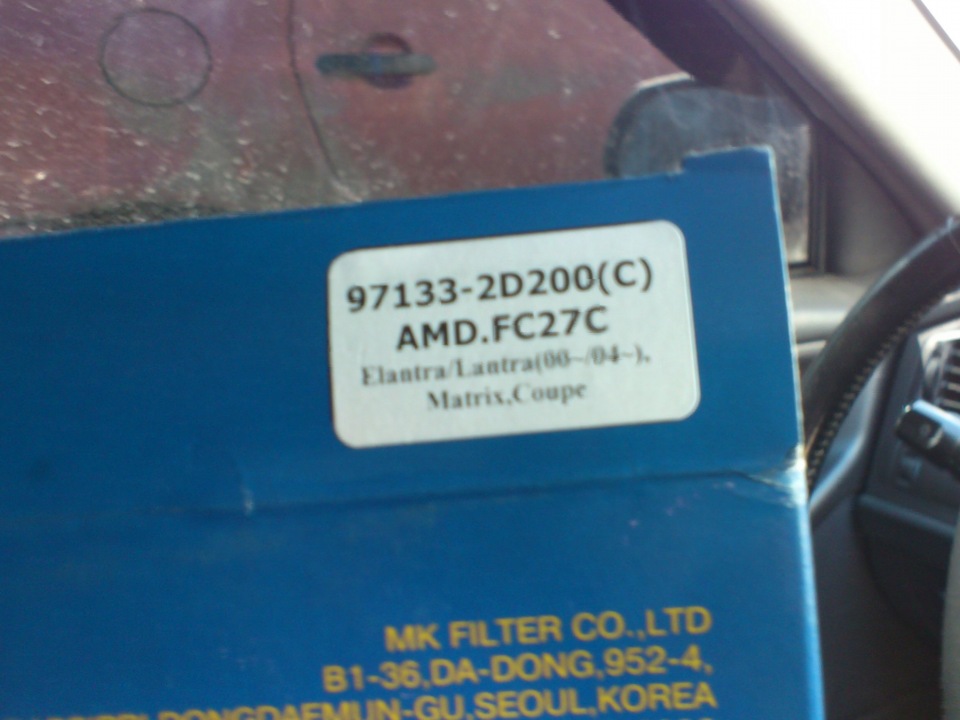 97133-2D200(C)
AMD.FC27C
Elantra/Lantra(00~/04~),
Matrix,Coupe
MK FILTER CO.,LTD
B1-36,DA-DONG,952-4,
DONGDAEMUN-GU,SEOUL,KOREA